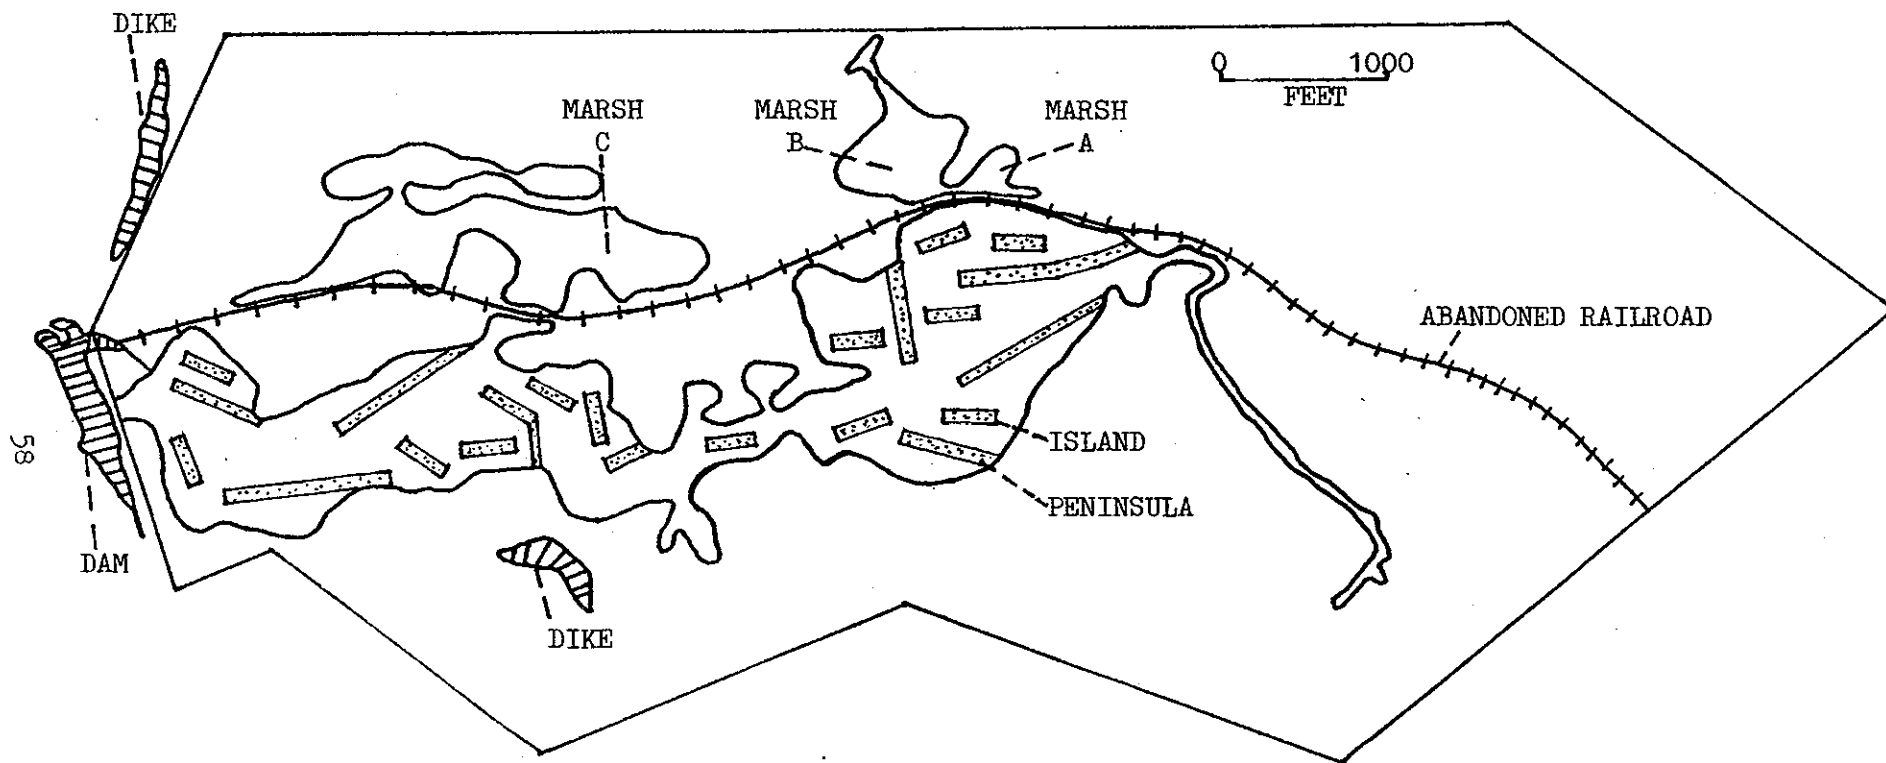 DIKE
0 1000
FEET
MARSH
C
MARSH
B
MARSH
A
ABANDONED RAILROAD
ISLAND
PENINSULA
58
DAM
DIKE